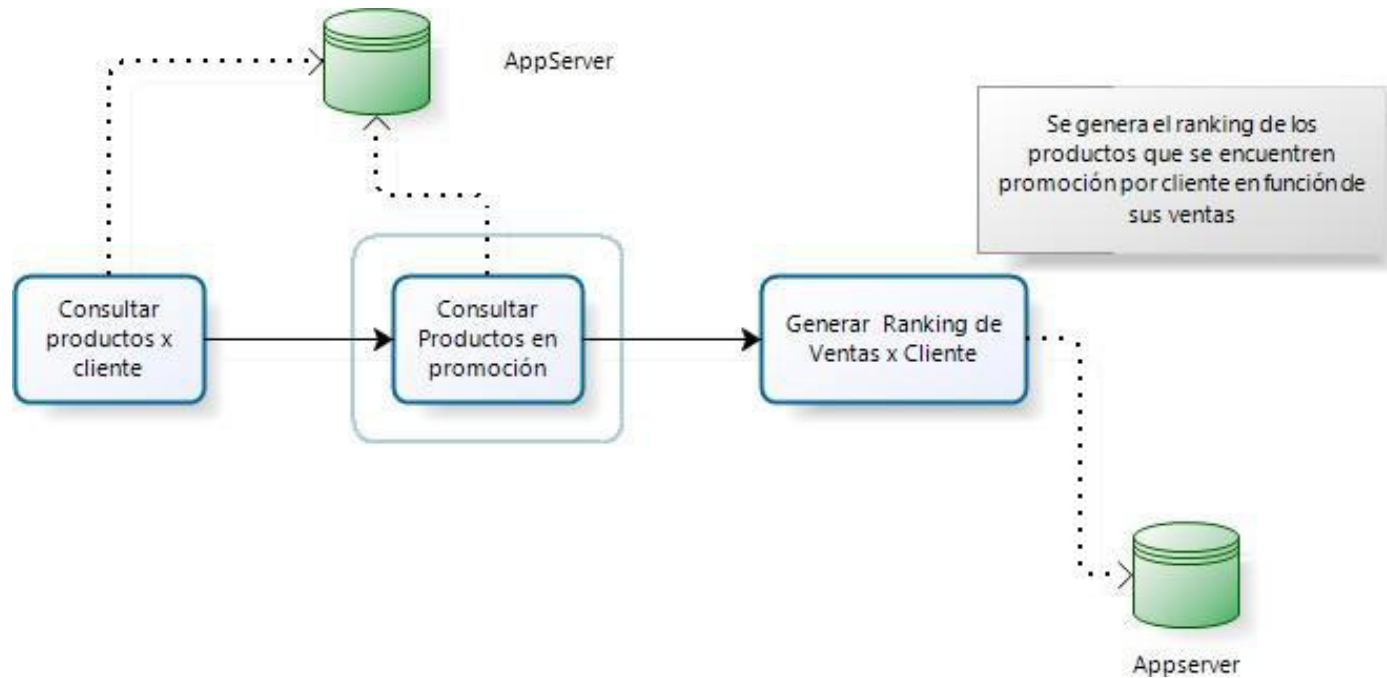 AppServer
Se genera el ranking de los
productos que se encuentren
promoción por cliente en función de
sus ventas
Consultar
productos x
cliente
Consultar
Productos en
promoción
Generar Ranking de
Ventas x Cliente
Appserver